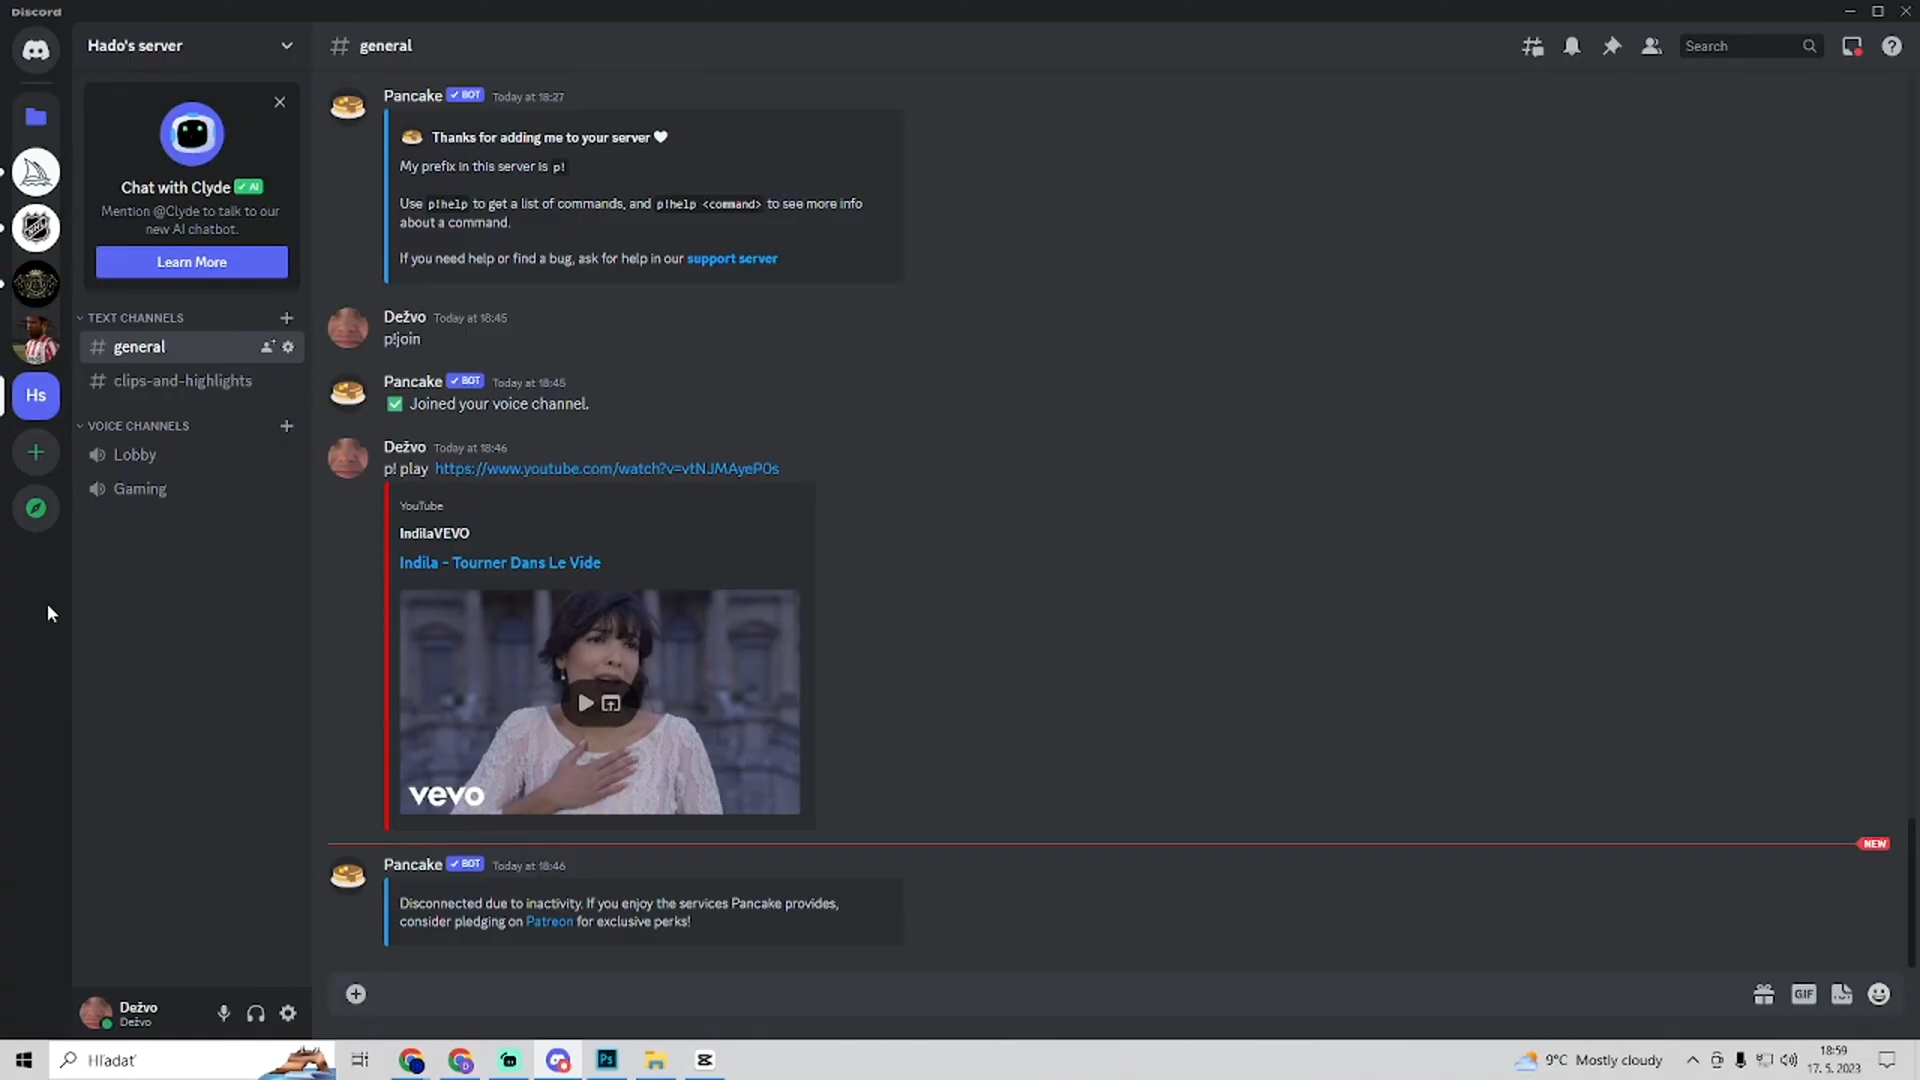 Discord
Hado's server
general
Search
Chat with Clyde AI
Mention @Clyde to talk to our
new AI chatbot.
Learn More
TEXT CHANNELS
general
clips-and-highlights
VOICE CHANNELS
Lobby
Gaming
Hs
Pancake BOT Today at 18:27
Thanks for adding me to your server
My prefix in this server is p!
Use p!help to get a list of commands, and p!help <command> to see more info
about a command.
If you need help or find a bug, ask for help in our support server
Dežvo Today at 18:45
p!join
Pancake BOT Today at 18:45
Joined your voice channel.
Dežvo Today at 18:46
p! play https://www.youtube.com/watch?v=vtNJMAyeP0s
YouTube
IndilaVEVO
Indila - Tourner Dans Le Vide
vevo
NEW
Pancake BOT Today at 18:46
Disconnected due to inactivity. If you enjoy the services Pancake provides,
consider pledging on Patreon for exclusive perks!
GIF
Dežvo
Dežvo
Hľadať
Ps
9°C Mostly cloudy
18:59
17. 5. 2023